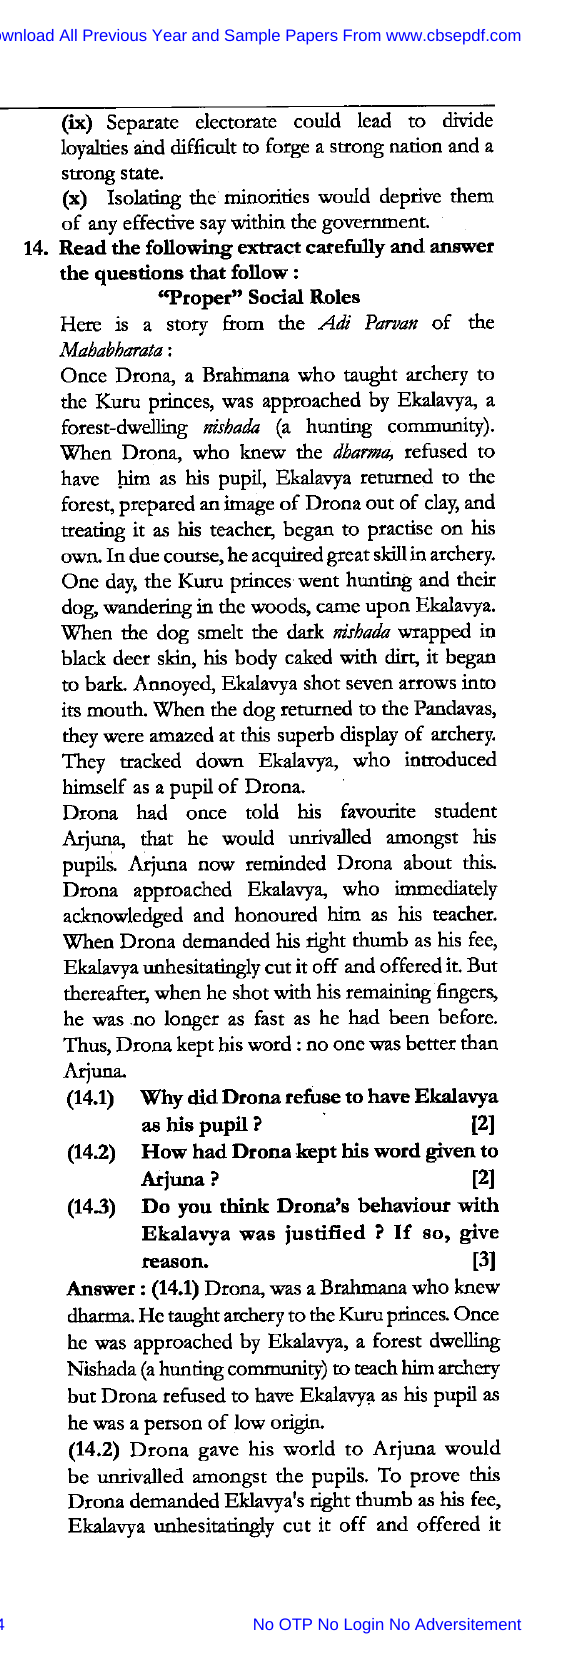 ownload All Previous Year and Sample Papers From www.cbsepdf.com
(ix) Separate electorate could lead to divide
loyalties and difficult to forge a strong nation and a
strong state.
(x) Isolating the minorities would deprive them
of any effective say within the government.
14. Read the following extract carefully and answer
the questions that follow :
“Proper” Social Roles
Here is a story from the Adi Parvan of the
Mahabharata :
Once Drona, a Brahmana who taught archery to
the Kuru princes, was approached by Ekalavya, a
forest-dwelling nishada (a hunting community).
When Drona, who knew the dharma, refused to
have him as his pupil, Ekalavya returned to the
forest, prepared an image of Drona out of clay, and
treating it as his teacher, began to practise on his
own. In due course, he acquired great skill in archery.
One day, the Kuru princes went hunting and their
dog, wandering in the woods, came upon Ekalavya.
When the dog smelt the dark nishada wrapped in
black deer skin, his body caked with dirt, it began
to bark. Annoyed, Ekalavya shot seven arrows into
its mouth. When the dog returned to the Pandavas,
they were amazed at this superb display of archery.
They tracked down Ekalavya, who introduced
himself as a pupil of Drona.
Drona had once told his favourite student
Arjuna, that he would unrivalled amongst his
pupils. Arjuna now reminded Drona about this.
Drona approached Ekalavya, who immediately
acknowledged and honoured him as his teacher.
When Drona demanded his right thumb as his fee,
Ekalavya unhesitatingly cut it off and offered it. But
thereafter, when he shot with his remaining fingers,
he was no longer as fast as he had been before.
Thus, Drona kept his word : no one was better than
Arjuna.
(14.1) Why did Drona refuse to have Ekalavya
as his pupil ? [2]
(14.2) How had Drona kept his word given to
Arjuna ? [2]
(14.3) Do you think Drona's behaviour with
Ekalavya was justified ? If so, give
reason. [3]
Answer : (14.1) Drona, was a Brahmana who knew
dharma. He taught archery to the Kuru princes. Once
he was approached by Ekalavya, a forest dwelling
Nishada (a hunting community) to teach him archery
but Drona refused to have Ekalavya as his pupil as
he was a person of low origin.
(14.2) Drona gave his world to Arjuna would
be unrivalled amongst the pupils. To prove this
Drona demanded Eklavya's right thumb as his fee,
Ekalavya unhesitatingly cut it off and offered it
4 No OTP No Login No Adversitement